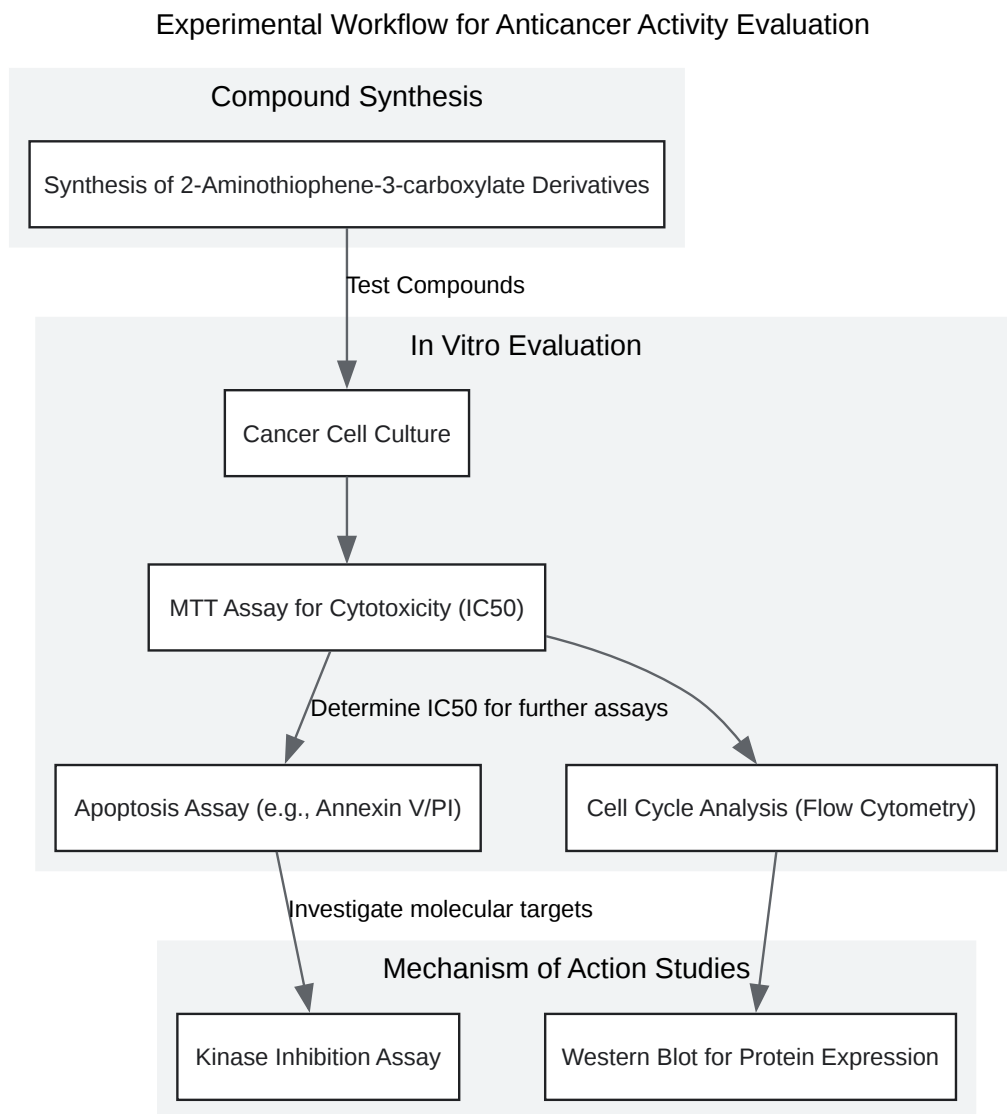 Experimental Workflow for Anticancer Activity Evaluation
Compound Synthesis
Synthesis of 2-Aminothiophene-3-carboxylate Derivatives
Test Compounds
In Vitro Evaluation
Cancer Cell Culture
MTT Assay for Cytotoxicity (IC50)
Determine IC50 for further assays
Apoptosis Assay (e.g., Annexin V/PI)
Cell Cycle Analysis (Flow Cytometry)
Investigate molecular targets
Mechanism of Action Studies
Kinase Inhibition Assay
Western Blot for Protein Expression